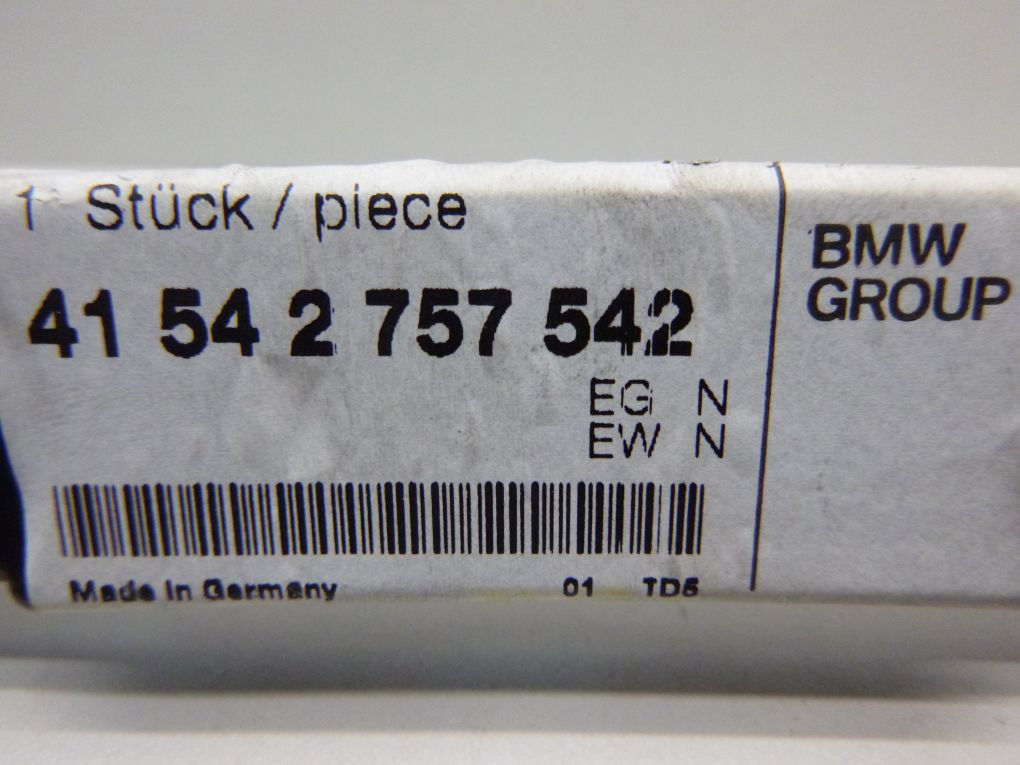 1 Stück / piece
41 54 2 757 542
EG N
EW N
Made in Germany 01 TD5
BMW
GROUP